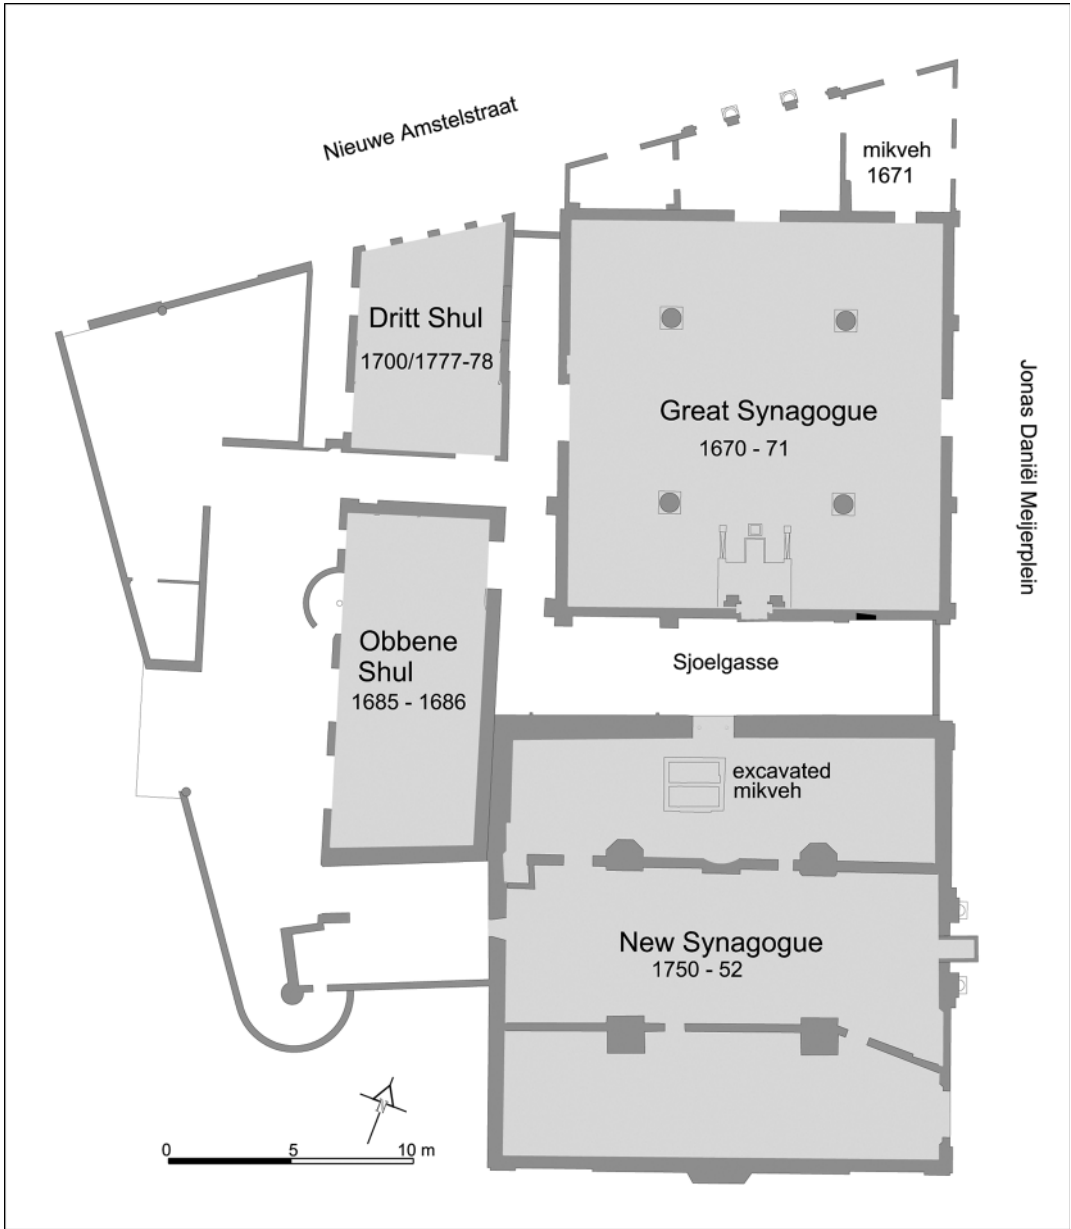 Nieuwe Amstelstraat
mikveh
1671
Dritt Shul
1700/1777-78
Great Synagogue
1670 - 71
Jonas Daniël Meijerplein
Obbene
Shul
1685 - 1686
Sjoelgasse
excavated
mikveh
New Synagogue
1750 - 52
N
0 5 10 m